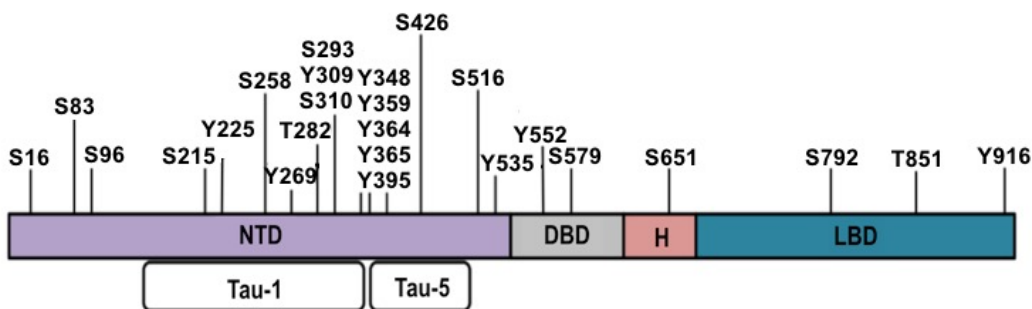 S426
S293
Y309
S310
Y348
Y359
Y364
Y365
Y395
S258
S516
S83
Y225
T282
Y552
S16
S96
S215
Y269
Y535
S579
S651
S792
T851
Y916
NTD
DBD
H
LBD
Tau-1
Tau-5